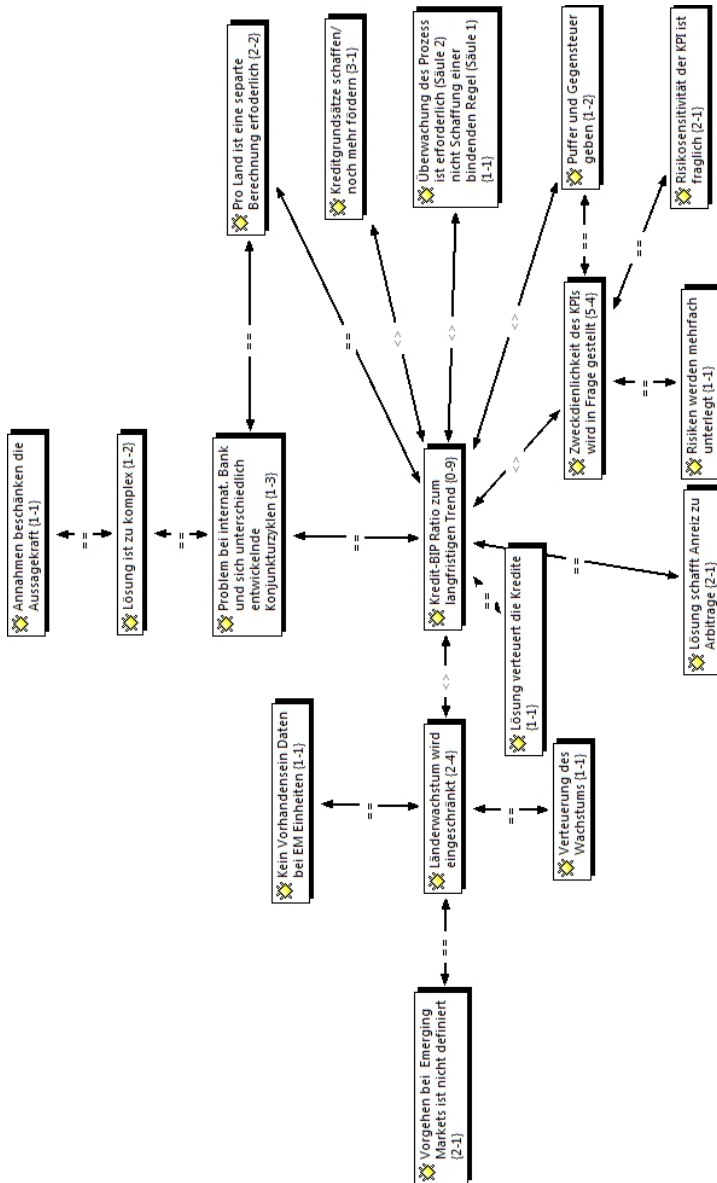 Annahmen beschänken die
Aussagekraft {1-1}
==
Lösung ist zu komplex {1-2}
==
Problem bei internat. Bank
und sich unterschiedlich
entwickelnde
Konjunkturzyklen {1-3}
==
Pro Land ist eine separte
Berechnung erfoderlich {2-2}
Kein Vorhandensein Daten
bei EM Einheiten {1-1}
==
==
==
<>
Kreditgrundsätze schaffen/
noch mehr fördern {3-1}
Vorgehen bei Emerging
Markets ist nicht definiert
{2-1}
==
Länderwachstum wird
eingeschränkt {2-4}
<>
Kredit-BIP Ratio zum
langfristigen Trend {0-9}
<>
Überwachung des Prozess
ist erforderlich (Säule 2)
nicht Schaffung einer
bindenden Regel (Säule 1)
{1-1}
==
==
<>
<>
Lösung verteuert die Kredite
{1-1}
Verteuerung des
Wachstums {1-1}
==
Zweckdienlichkeit des KPIs
wird in Frage gestellt {5-4}
==
Puffer und Gegensteuer
geben {1-2}
==
==
Lösung schafft Anreiz zu
Arbitrage {2-1}
Risiken werden mehrfach
unterlegt {1-1}
Risikosensitivität der KPI ist
fraglich {2-1}